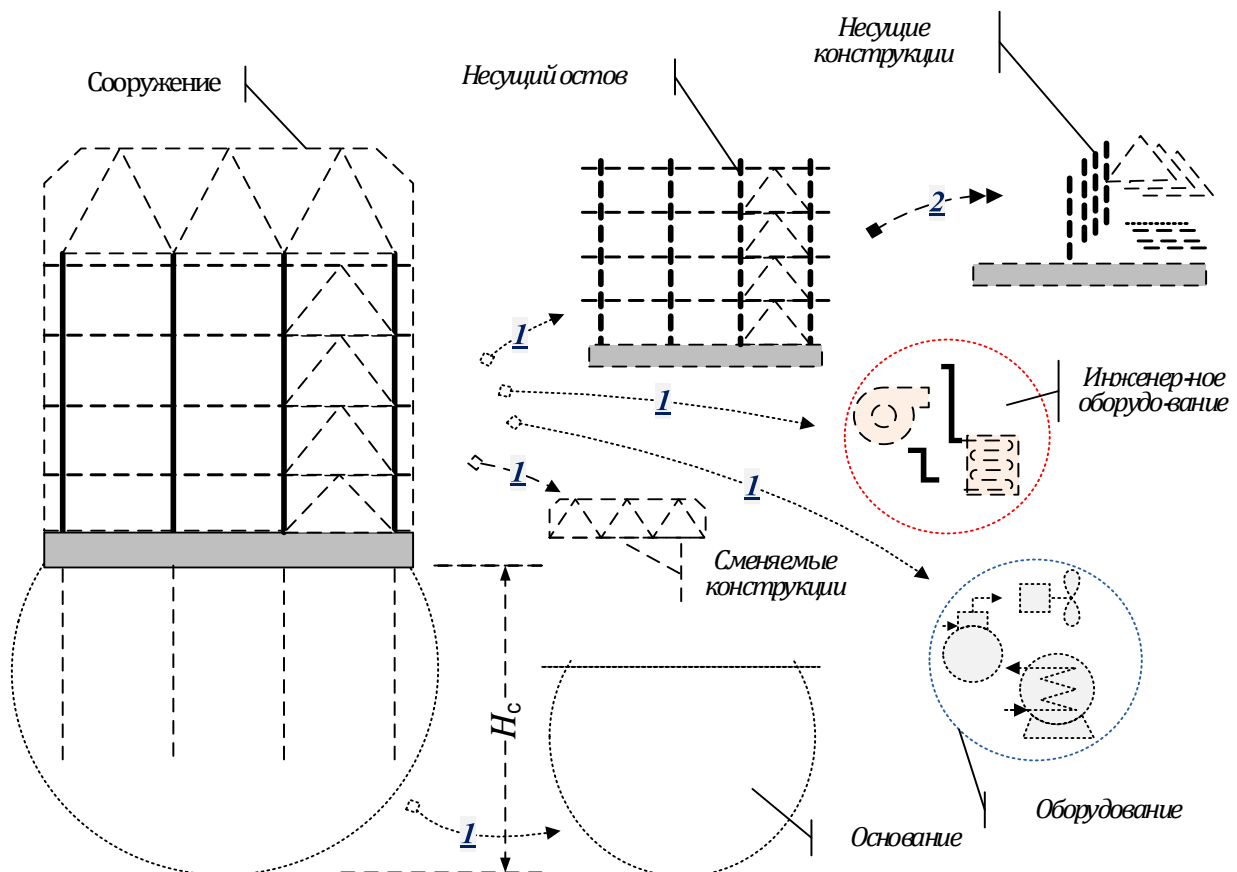 Сооружение
Несущий остов
Несущие
конструкции
2
1
1
1
1
Инженер-ное
оборудо-вание
Сменяемые
конструкции
Hс
1
Основание
Оборудование